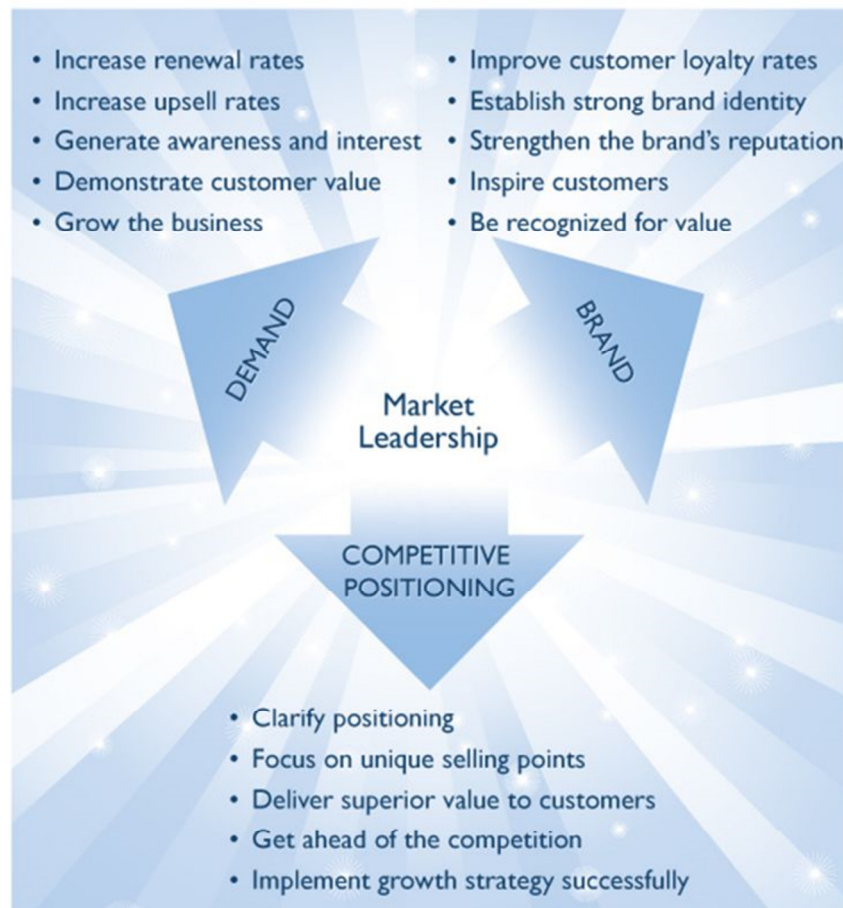 • Increase renewal rates
• Increase upsell rates
• Generate awareness and interest
• Demonstrate customer value
• Grow the business
• Improve customer loyalty rates
• Establish strong brand identity
• Strengthen the brand's reputation
• Inspire customers
• Be recognized for value
DEMAND
BRAND
Market
Leadership
COMPETITIVE
POSITIONING
• Clarify positioning
• Focus on unique selling points
• Deliver superior value to customers
• Get ahead of the competition
• Implement growth strategy successfully